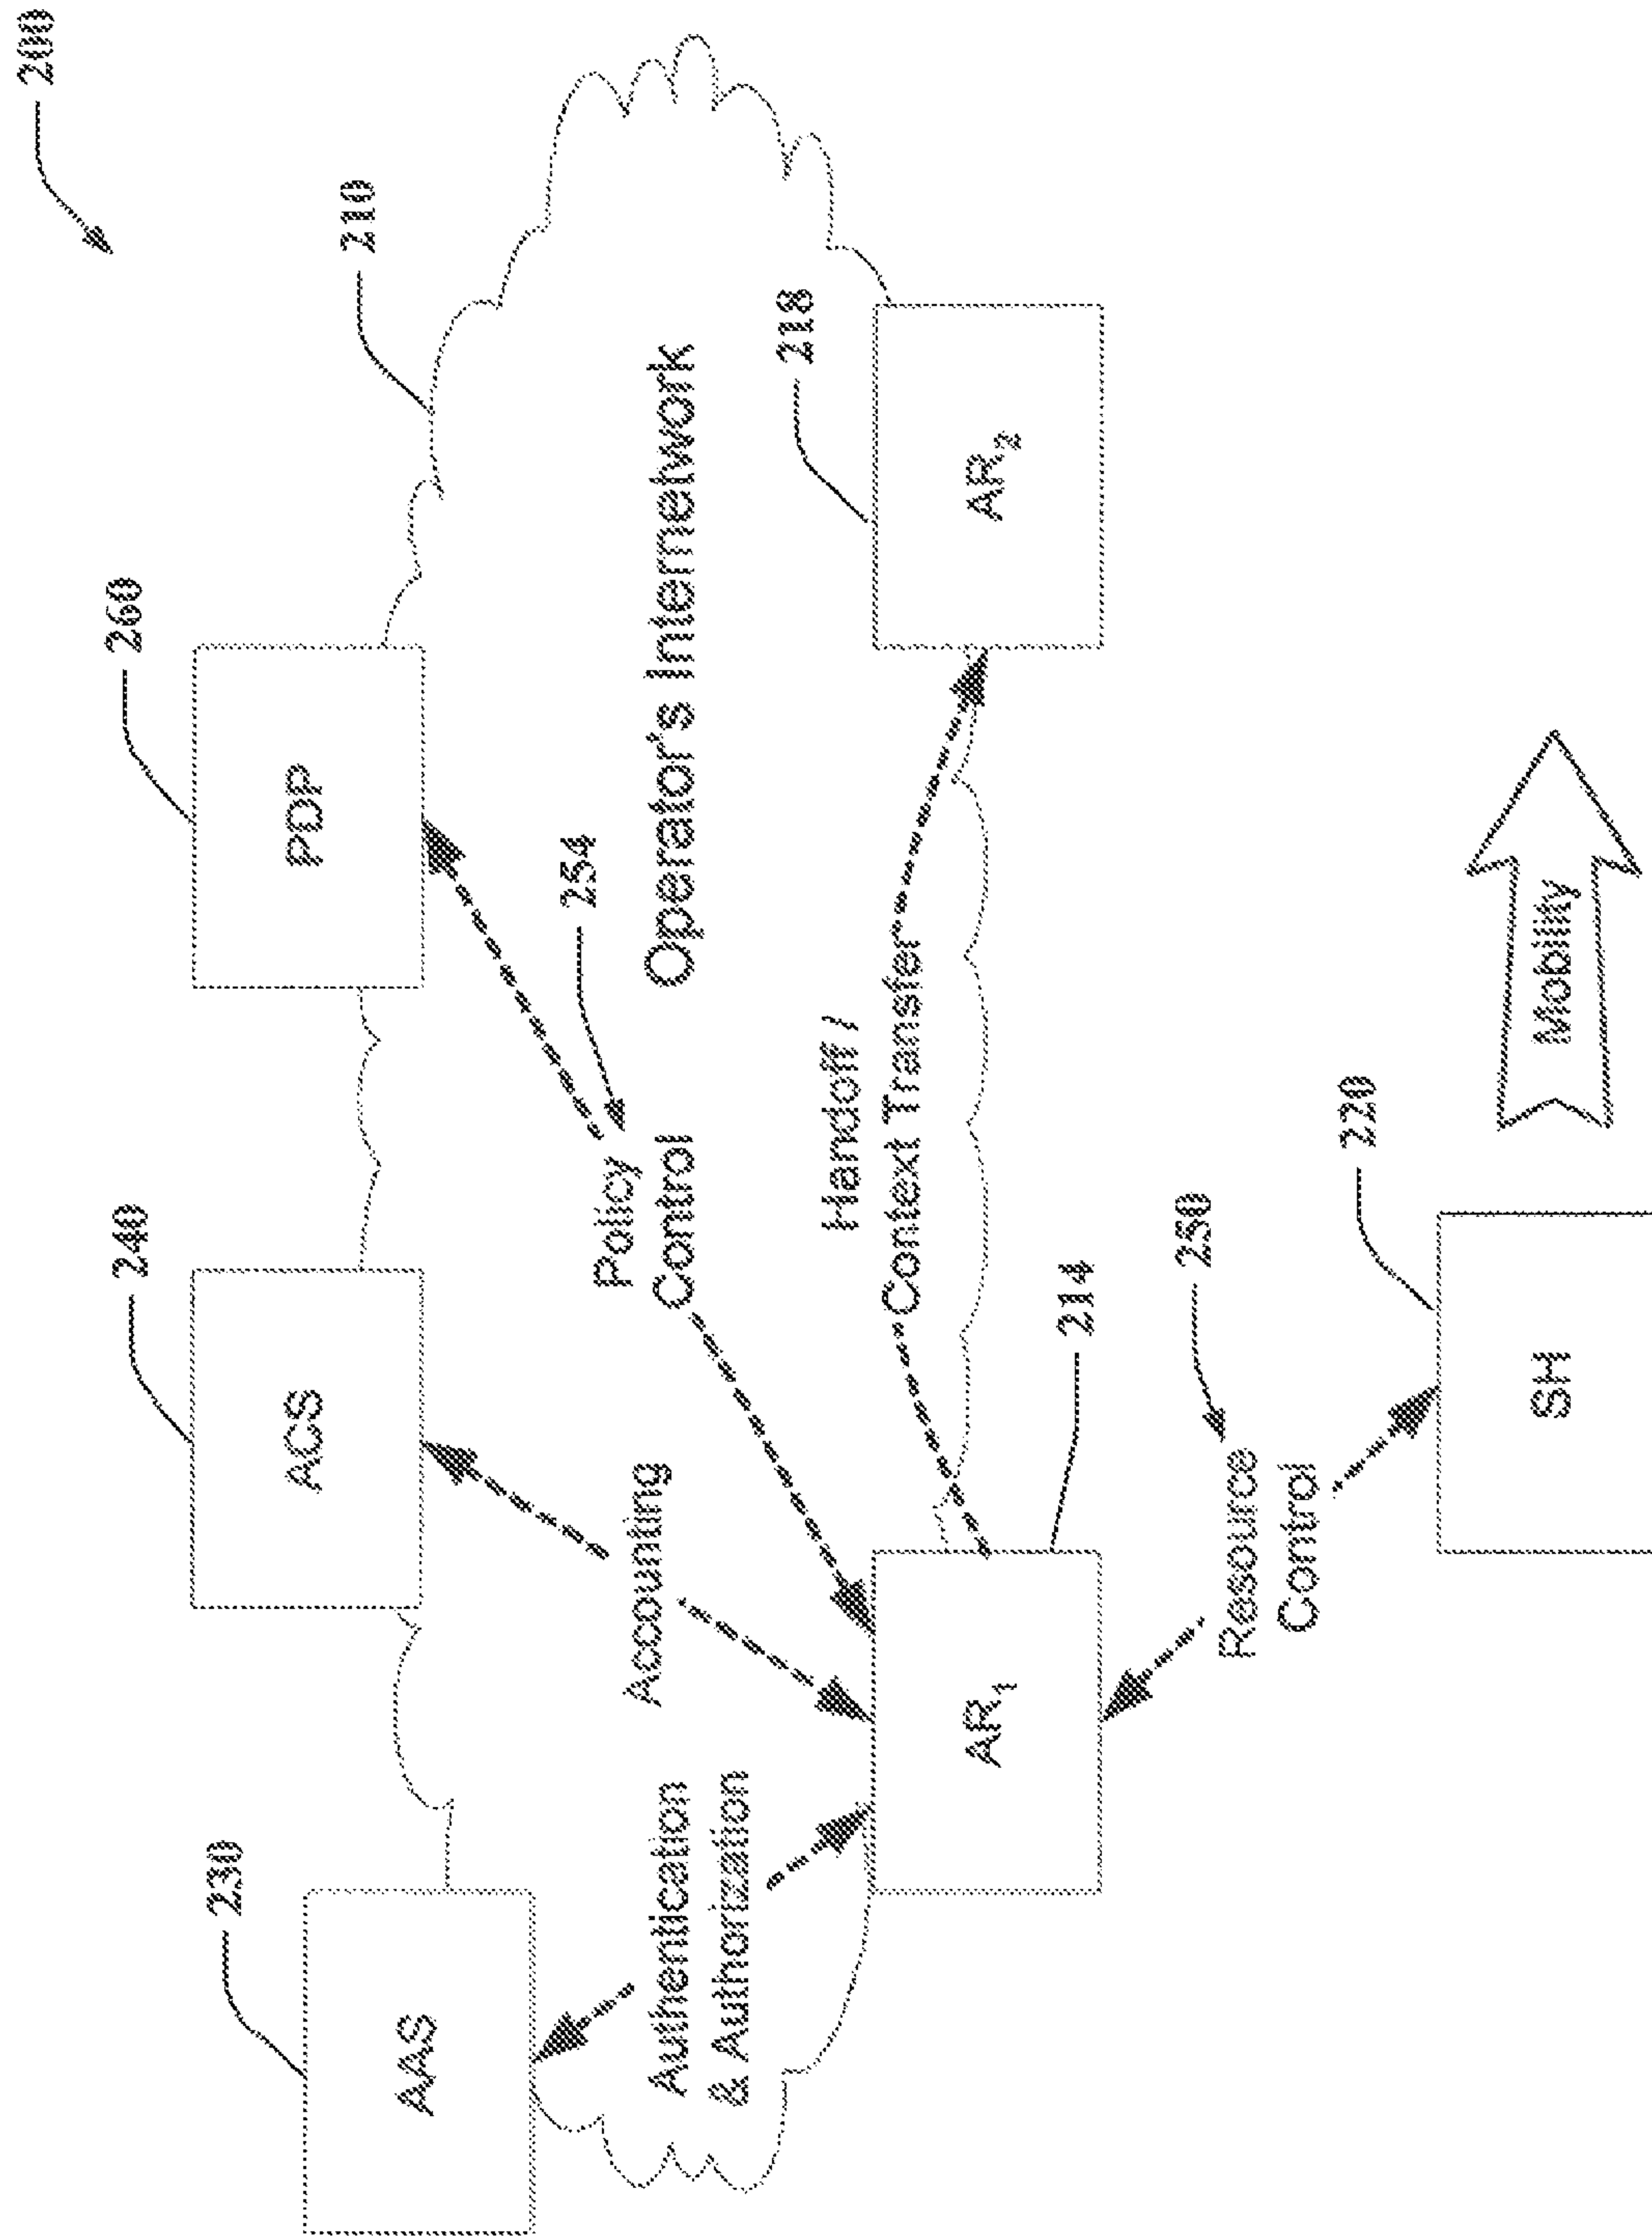 200
210
260
240
230
PDP
ACS
AAS
254
Policy
Control
Operator's Internetwork
Accounting
Authentication
& Authorization
218
Handoff /
Context Transfer
AR2
AR1
214
Resource
Control
250
220
SH
Mobility